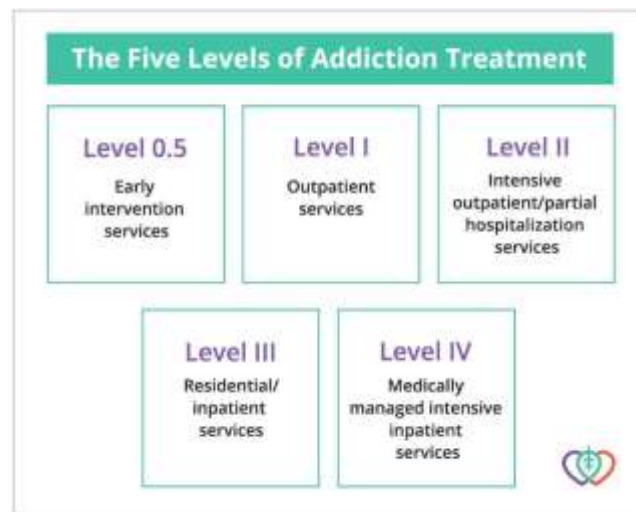 The Five Levels of Addiction Treatment
Level 0.5
Early
intervention
services
Level I
Outpatient
services
Level II
Intensive
outpatient/partial
hospitalization
services
Level III
Residential/
inpatient
services
Level IV
Medically
managed intensive
inpatient
services